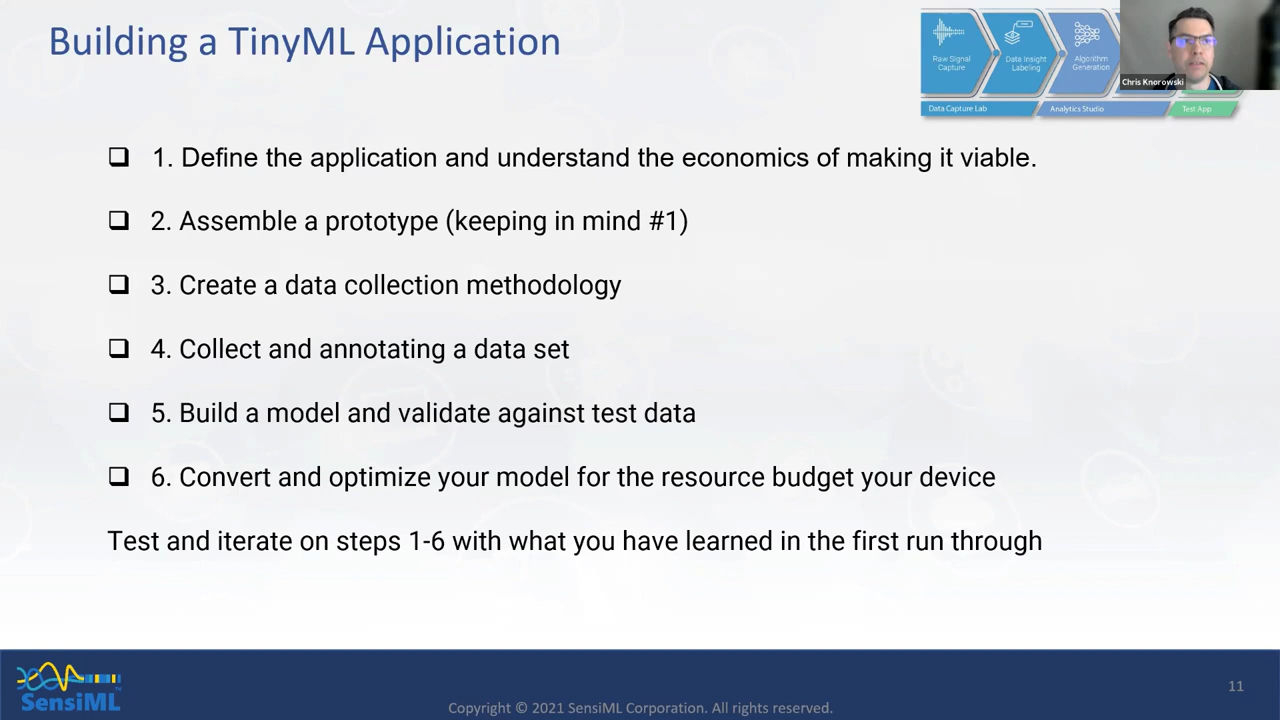 Building a TinyML Application
Raw Signal
Capture
Data Insight
Labeling
Algorithm
Generation
Chris Knorowski
Data Capture Lab
Analytics Studio
Test App
1. Define the application and understand the economics of making it viable.
2. Assemble a prototype (keeping in mind #1)
3. Create a data collection methodology
4. Collect and annotating a data set
5. Build a model and validate against test data
6. Convert and optimize your model for the resource budget your device
Test and iterate on steps 1-6 with what you have learned in the first run through
SensiML™
Copyright © 2021 SensiML Corporation. All rights reserved.
11